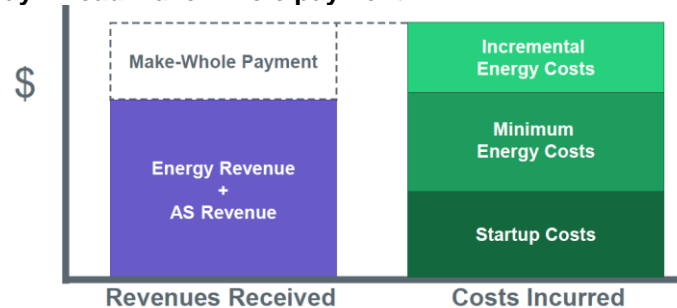 Make-Whole Payment
Incremental
Energy Costs
$
Minimum
Energy Costs
Energy Revenue
+
AS Revenue
Startup Costs
Revenues Received
Costs Incurred